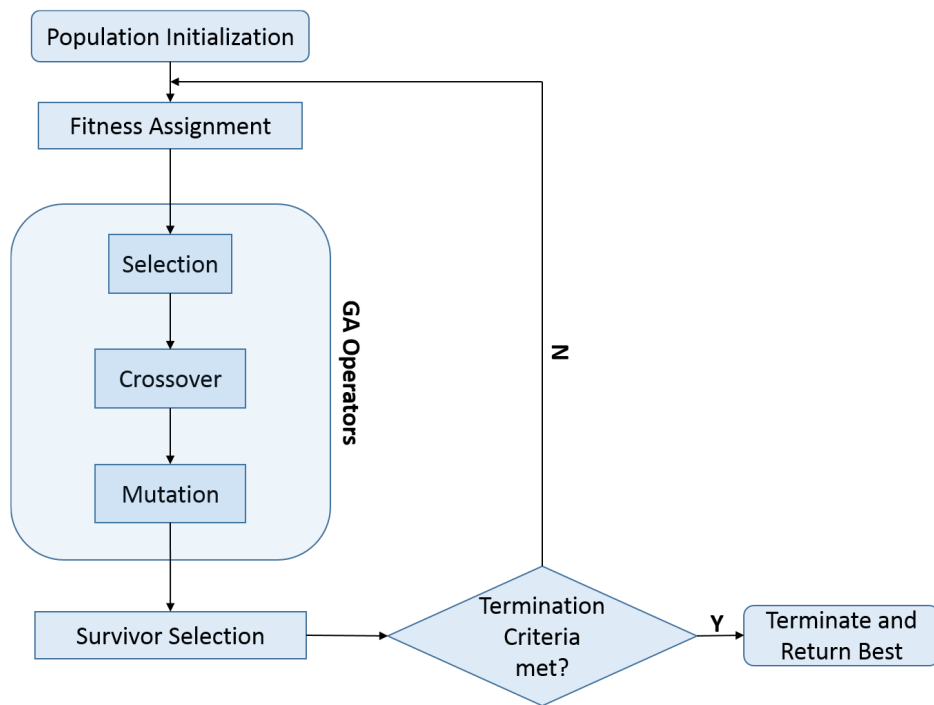 Population Initialization
Fitness Assignment
Selection
Crossover
Mutation
GA Operators
Survivor Selection
Termination
Criteria
met?
N
Y
Terminate and
Return Best